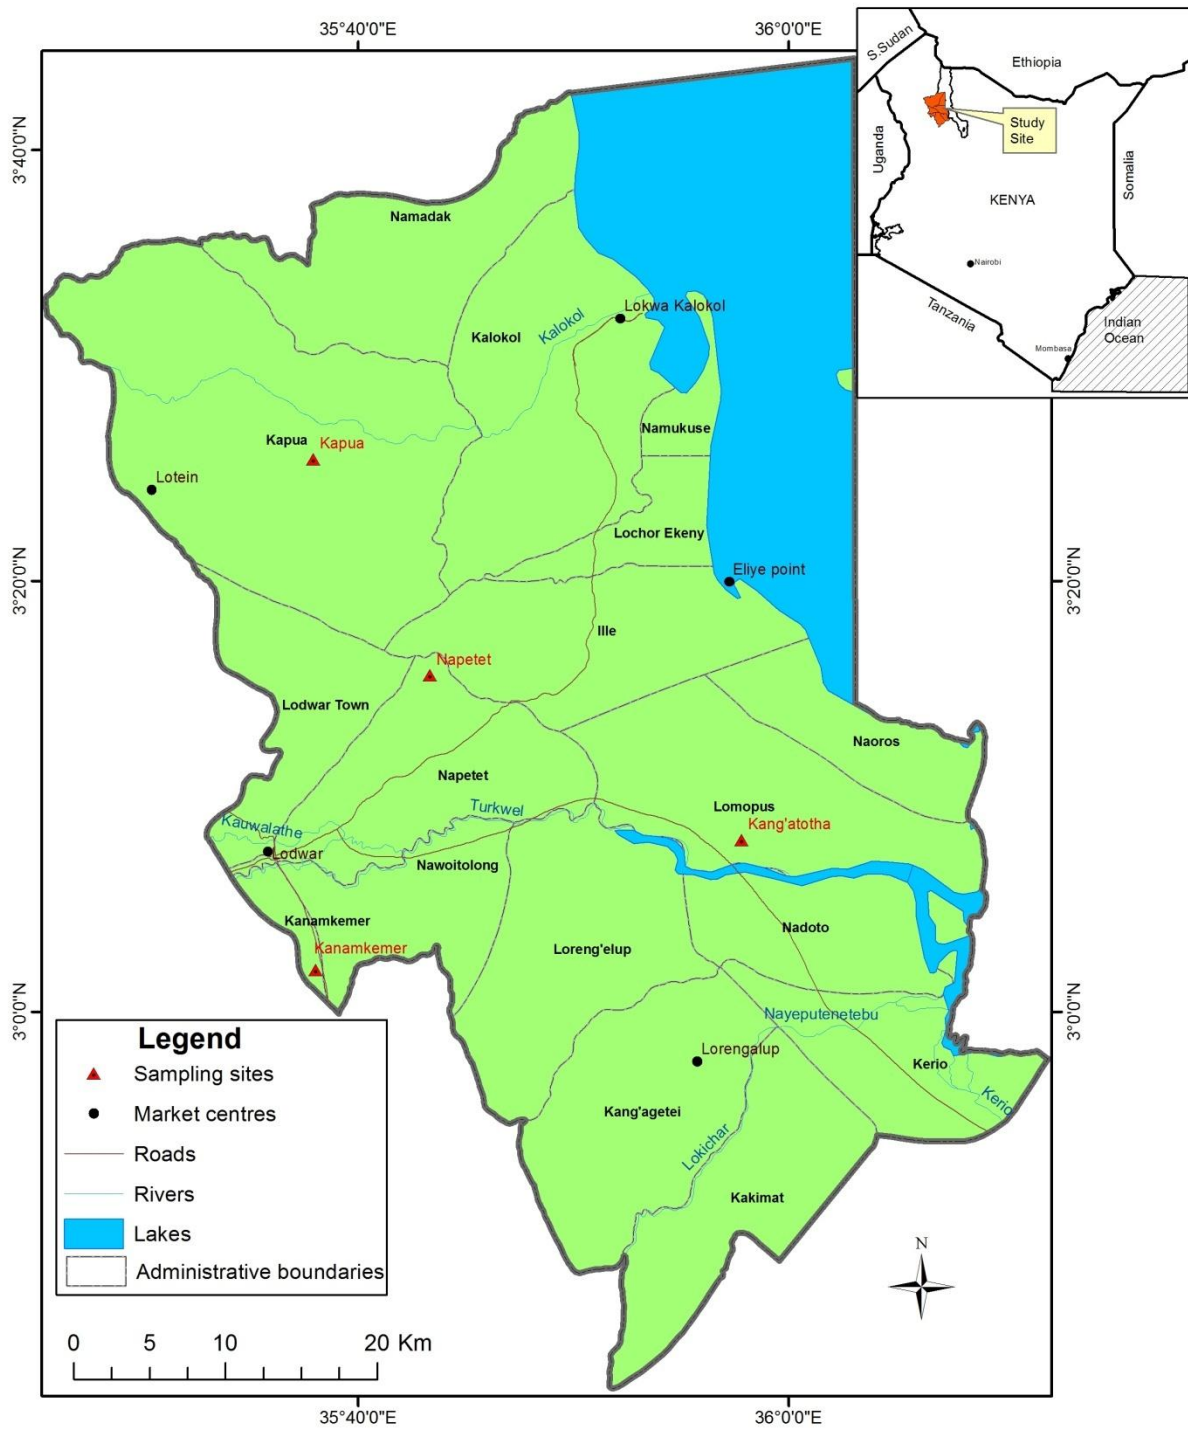 35°40'0"E
36°0'0"E
S.Sudan
Ethiopia
Uganda
Study
Site
Somalia
KENYA
Nairobi
Tanzania
Indian
Ocean
Mombasa
3°40'0"N
Namadak
Kalokol
Kalokol
Lokwa Kalokol
Kapua
Kapua
Namukuse
Lotein
Lochor Ekeny
3°20'0"N
Eliye point
3°20'0"N
Ille
Napetet
Lodwar Town
Naoros
Napetet
Turkwel
Lomopus
Kang'atotha
Kauwalathe
Lodwar
Nawoitolong
Kanamkemer
Nadoto
Kanamkemer
Loreng'elup
3°0'0"N
Nayeputenetebu
3°0'0"N
Lorengalup
Kerio
Kerio
Kang'agetei
Lokichar
Kakimat
Legend
Sampling sites
Market centres
Roads
Rivers
Lakes
Administrative boundaries
N
0 5 10 20 Km
35°40'0"E
36°0'0"E